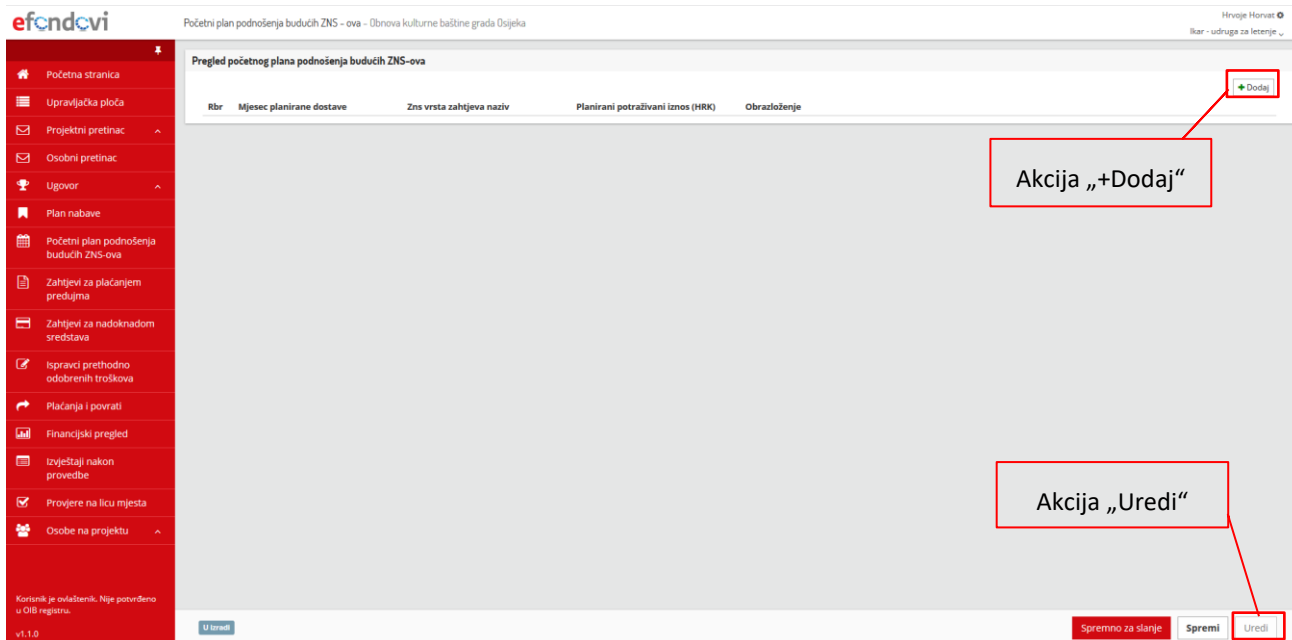 efondovi
Početni plan podnošenja budućih ZNS - ova - Obnova kulturne baštine grada Osijeka
Hrvoje Horvat
Ikar - udruga za letenje
Početna stranica
Upravljačka ploča
Projektni pretinac
Osobni pretinac
Ugovor
Plan nabave
Početni plan podnošenja
budućih ZNS-ova
Zahtjevi za plaćanjem
predujma
Zahtjevi za nadoknadom
sredstava
Ispravci prethodno
odobrenih troškova
Plaćanja i povrati
Financijski pregled
Izvještaji nakon
provedbe
Provjere na licu mjesta
Osobe na projektu
Korisnik je ovlaštenik. Nije potvrđeno
u OIB registru.
v1.1.0
Pregled početnog plana podnošenja budućih ZNS-ova
+ Dodaj
Rbr Mjesec planirane dostave Zns vrsta zahtjeva naziv Planirani potraživani iznos (HRK) Obrazloženje
Akcija „+Dodaj“
Akcija „Uredi“
U izradi
Spremno za slanje Spremi Uredi